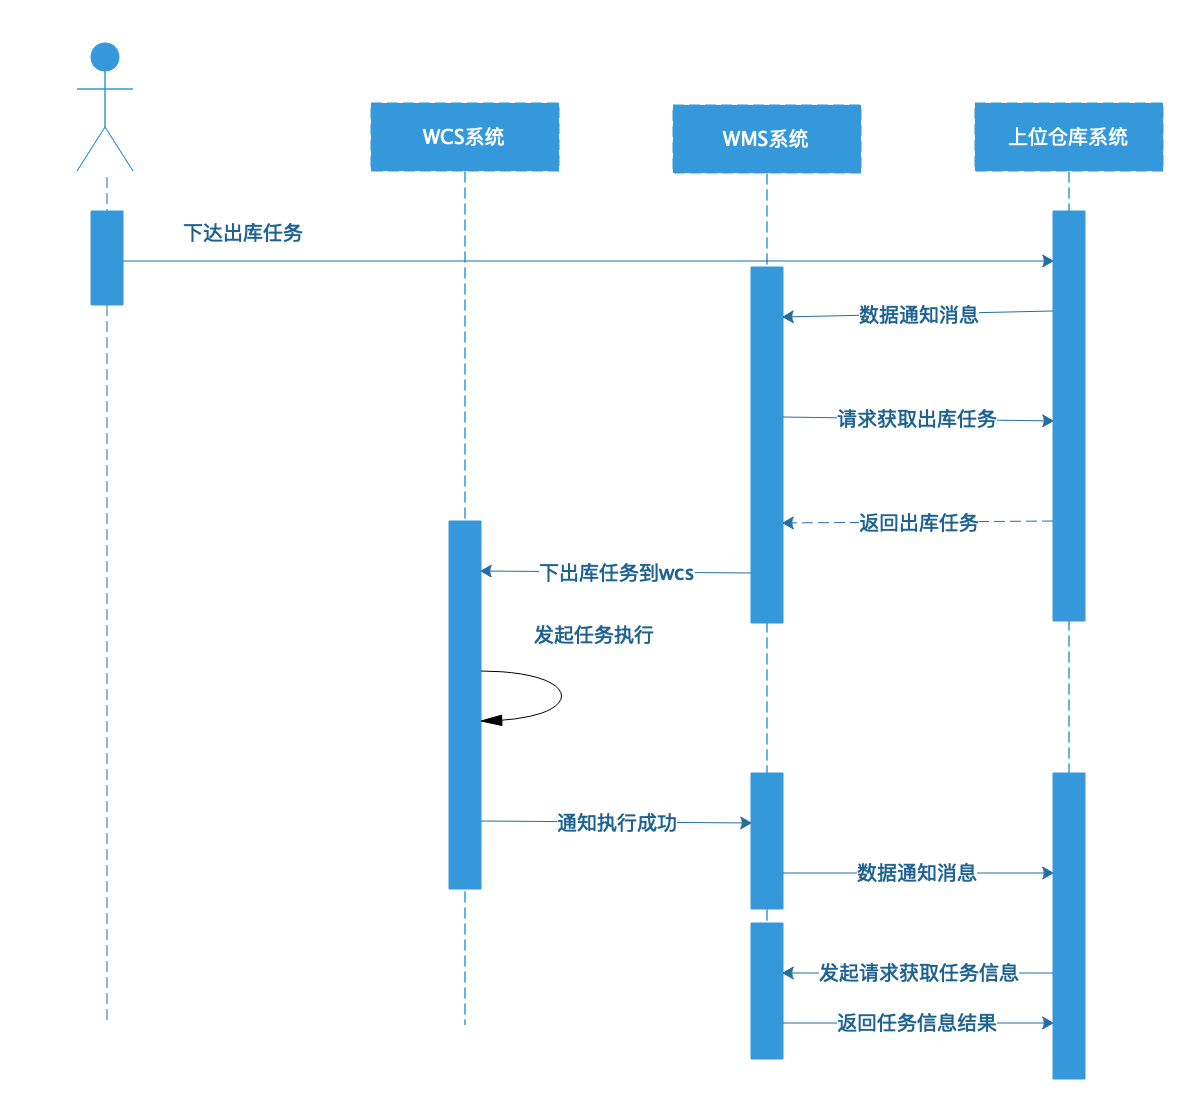 WCS系统
WMS系统
上位仓库系统
下达出库任务
数据通知消息
请求获取出库任务
返回出库任务
下出库任务到wcs
发起任务执行
通知执行成功
数据通知消息
发起请求获取任务信息
返回任务信息结果